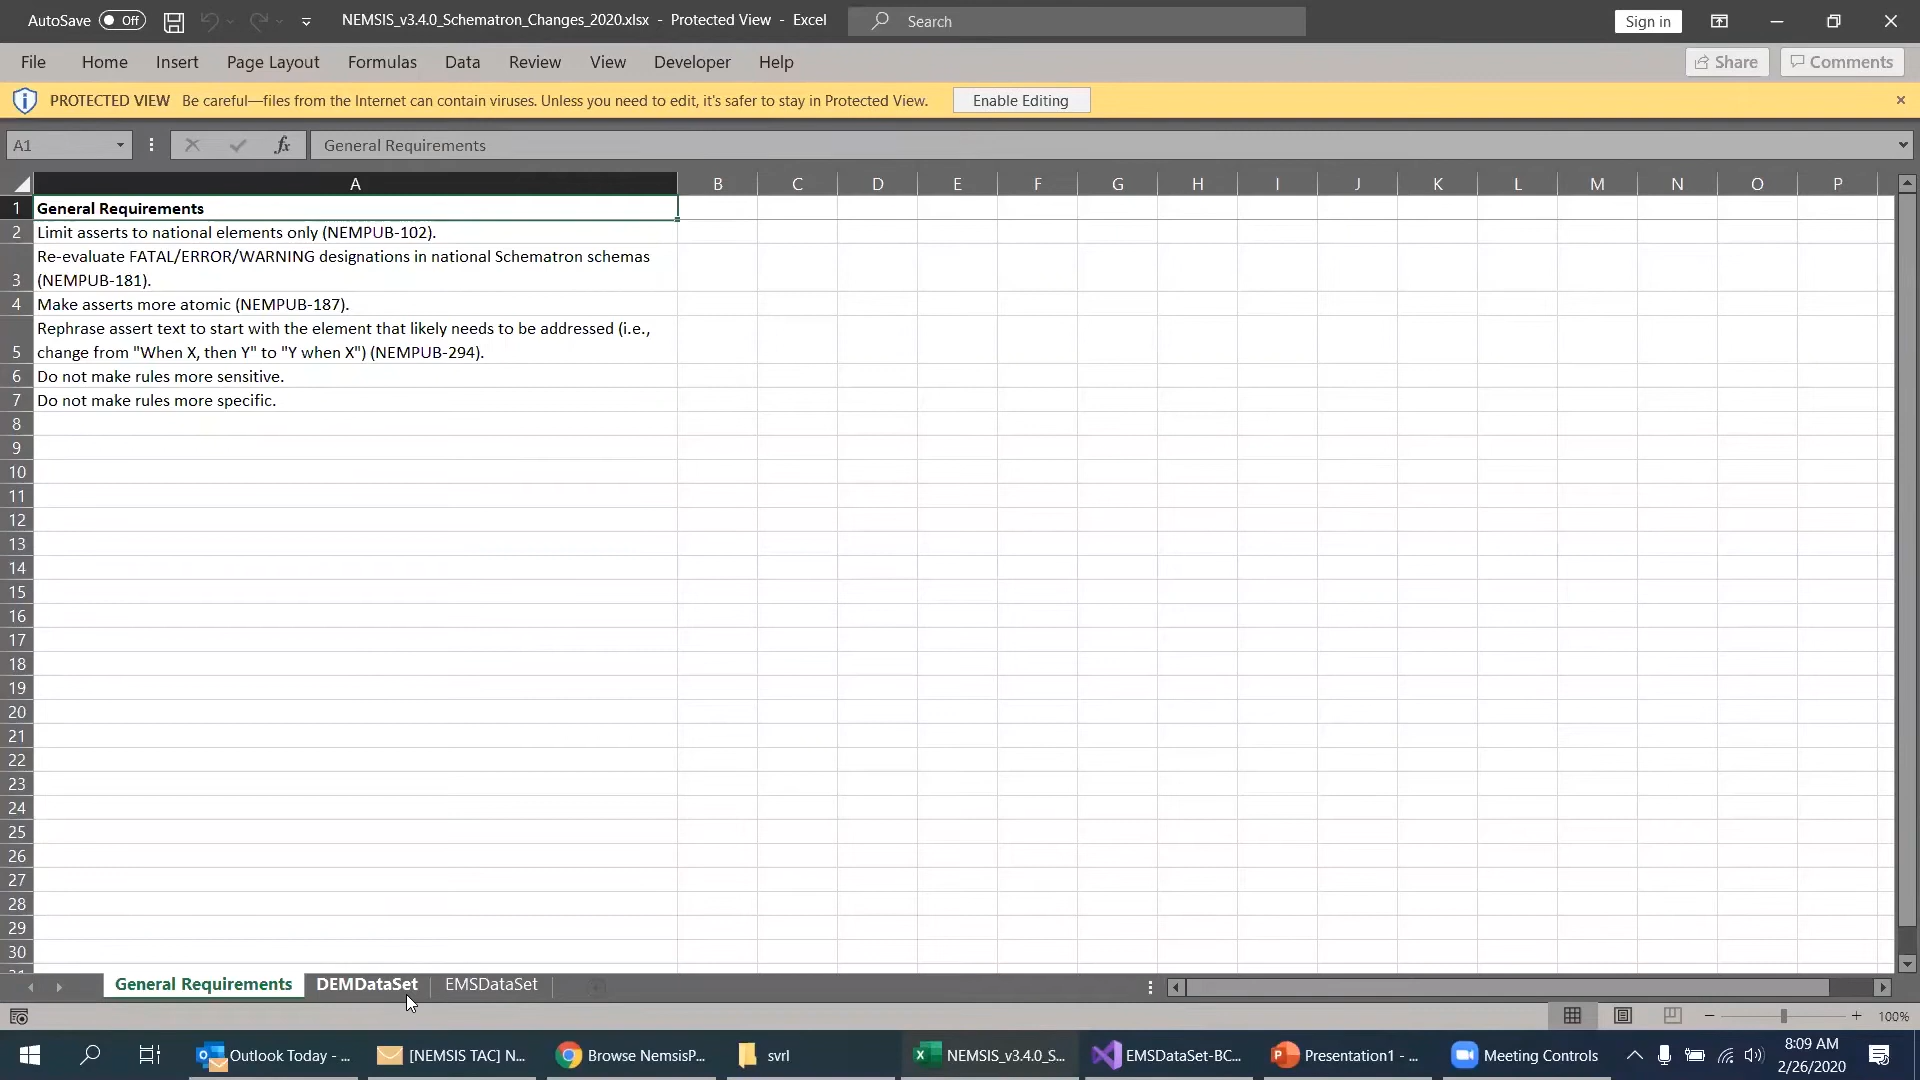 AutoSave Off NEMSIS_v3.4.0_Schematron_Changes_2020.xlsx - Protected View - Excel Search Sign in
File Home Insert Page Layout Formulas Data Review View Developer Help Share Comments
PROTECTED VIEW Be careful—files from the Internet can contain viruses. Unless you need to edit, it's safer to stay in Protected View. Enable Editing
A1 fx General Requirements
A B C D E F G H I J K L M N O P
1 General Requirements
2 Limit asserts to national elements only (NEMPUB-102).
Re-evaluate FATAL/ERROR/WARNING designations in national Schematron schemas
3 (NEMPUB-181).
4 Make asserts more atomic (NEMPUB-187).
Rephrase assert text to start with the element that likely needs to be addressed (i.e.,
5 change from "When X, then Y" to "Y when X") (NEMPUB-294).
6 Do not make rules more sensitive.
7 Do not make rules more specific.
8
9
10
11
12
13
14
15
16
17
18
19
20
21
22
23
24
25
26
27
28
29
30
General Requirements DEMDataSet EMSDataSet
100%
Outlook Today - ... [NEMSIS TAC] N... Browse NemsisP... svrl NEMSIS_v3.4.0_S... EMSDataSet-BC... Presentation1 - ... Meeting Controls 8:09 AM
2/26/2020